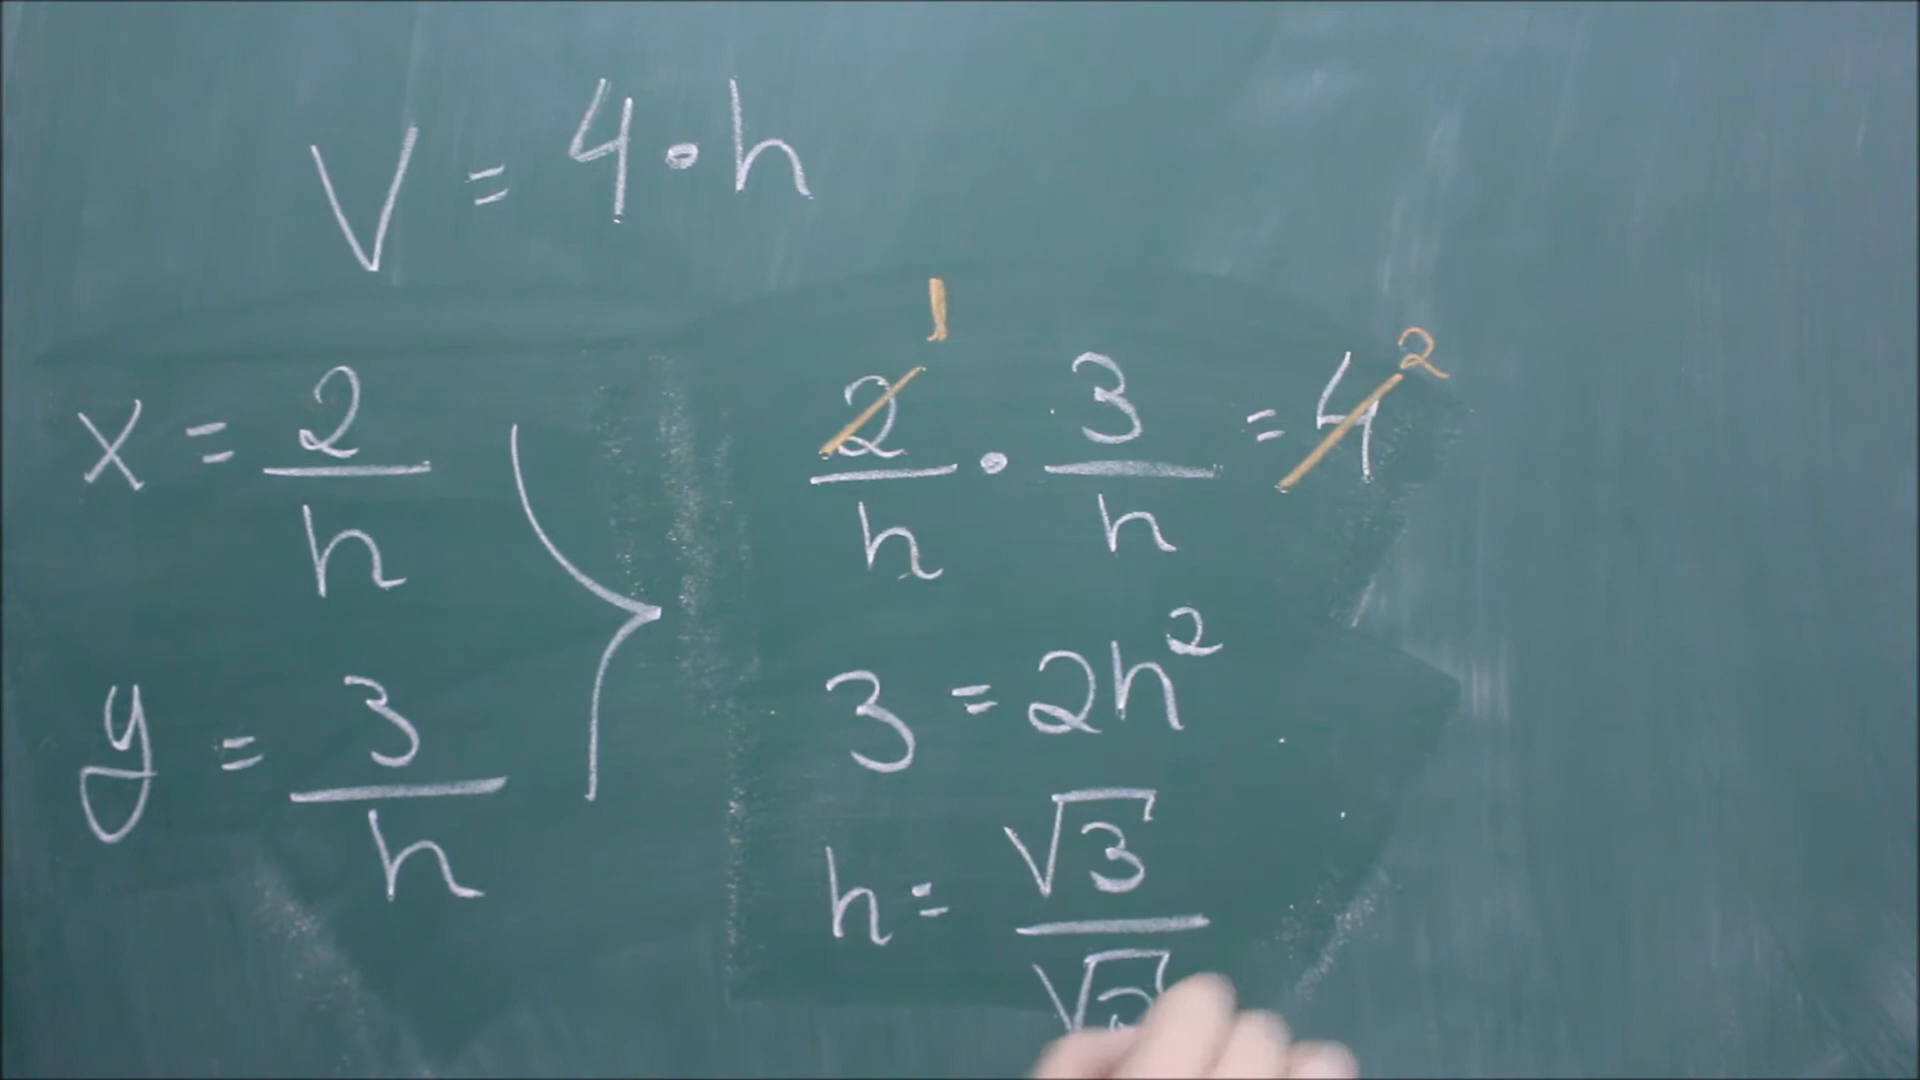 V = 4 · h
x = 2/h
y = 3/h
1
2/h · 3/h = 4 2
3 = 2h²
h = √3/√2